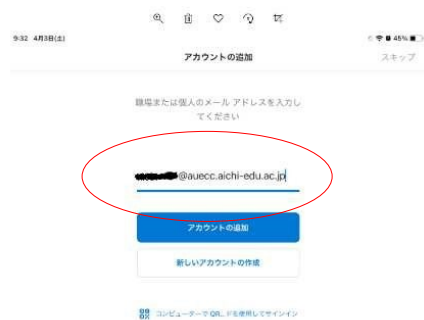 9:32 4月3日(土)
45%
アカウントの追加
スキップ
職場または個人のメール アドレスを入力し
てください
@auecc.aichi-edu.ac.jp
アカウントの追加
新しいアカウントの作成
コンピューターで QR...ドを使用してサインイン